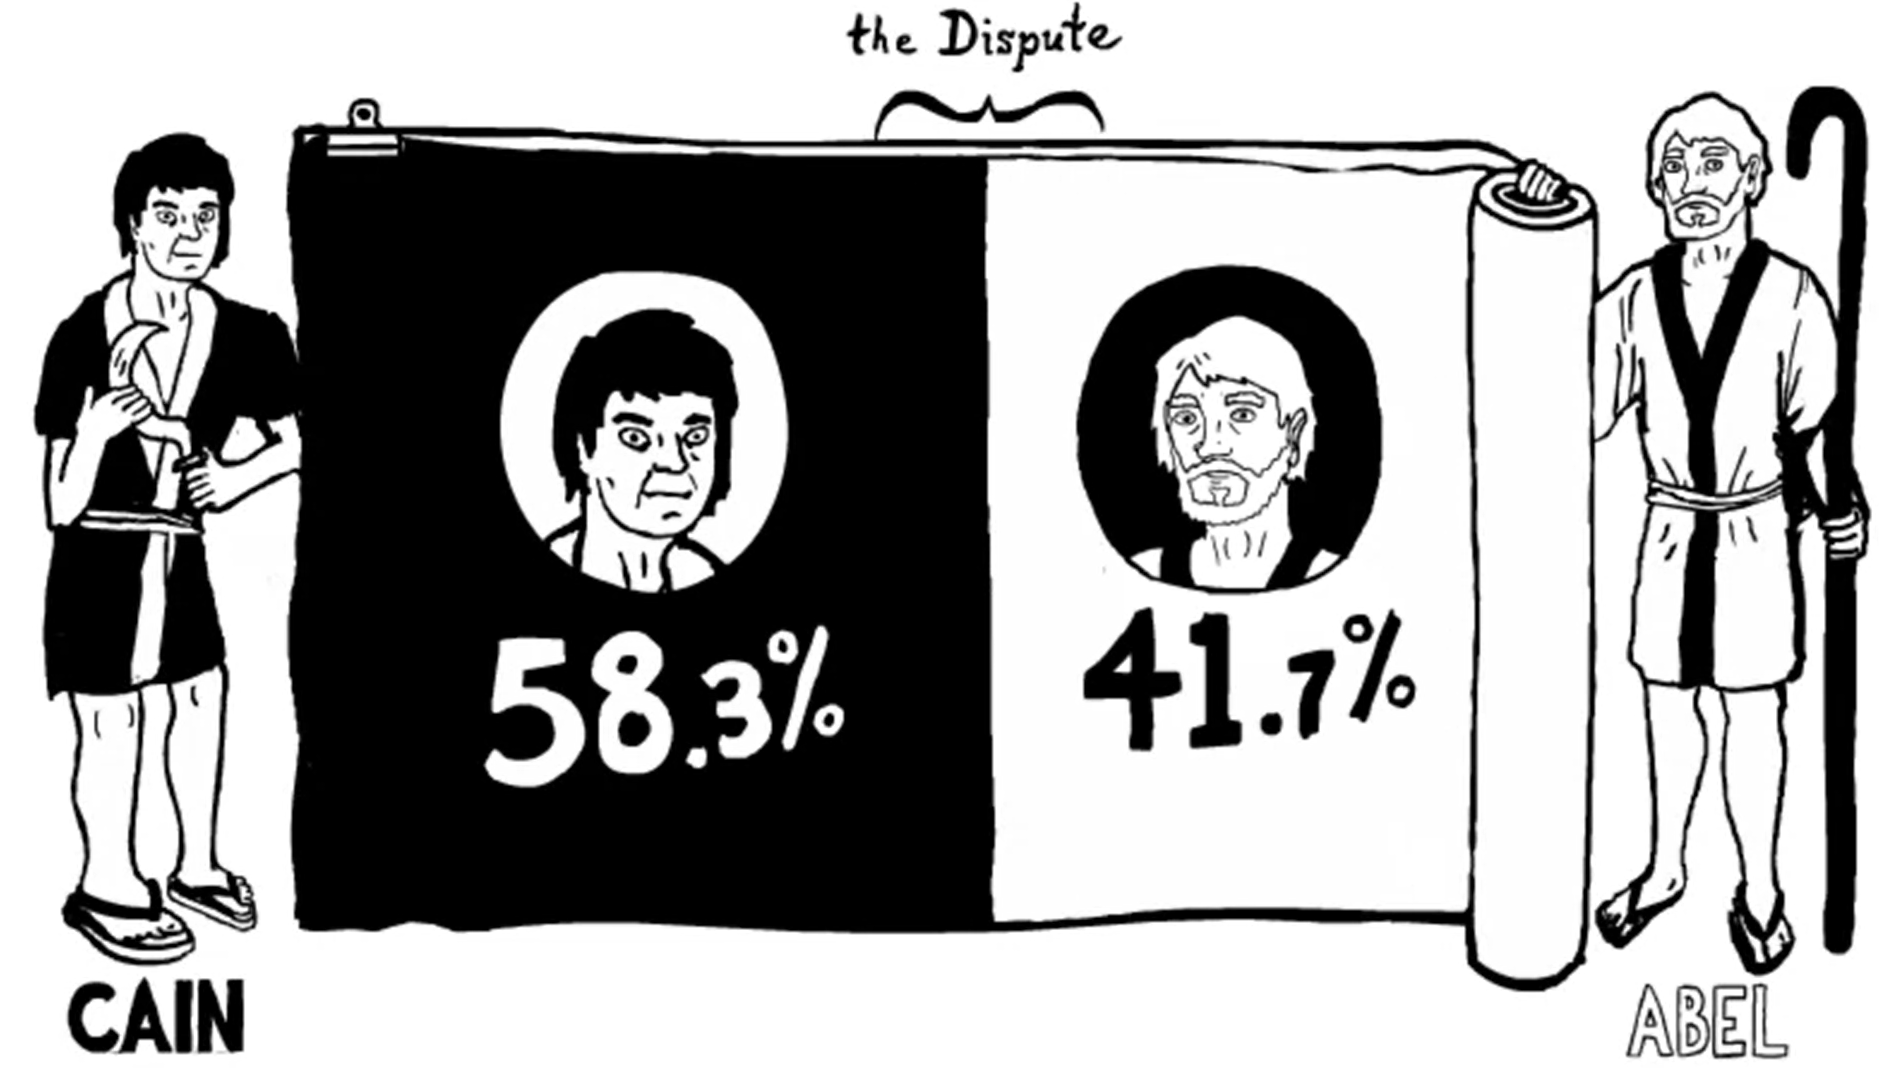 the Dispute
58.3%
41.7%
CAIN
ABEL